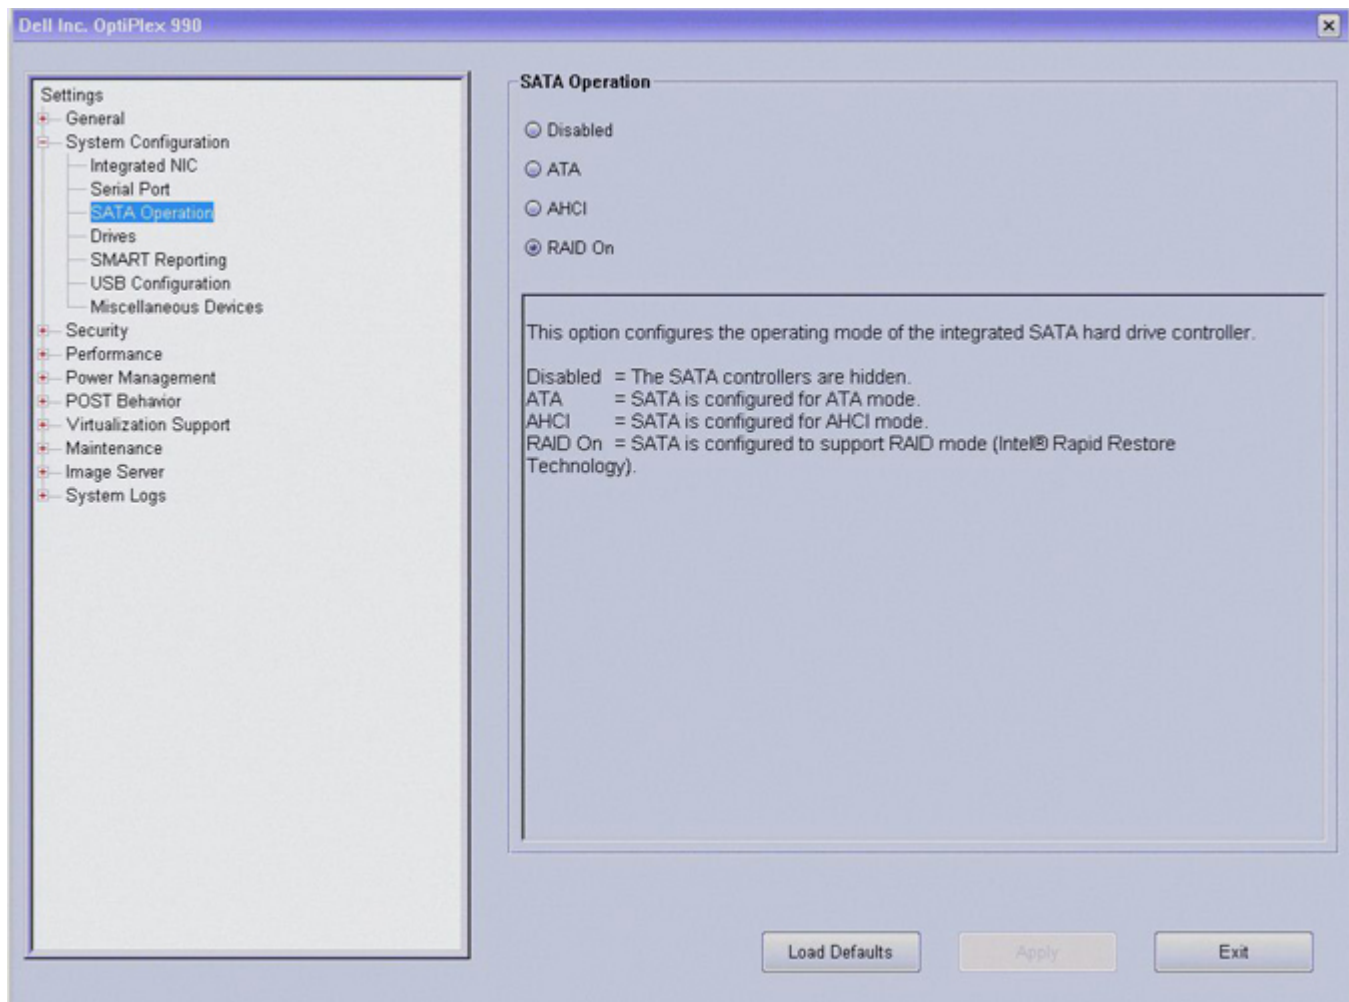 Dell Inc. OptiPlex 990
Settings
General
System Configuration
Integrated NIC
Serial Port
SATA Operation
Drives
SMART Reporting
USB Configuration
Miscellaneous Devices
Security
Performance
Power Management
POST Behavior
Virtualization Support
Maintenance
Image Server
System Logs
SATA Operation
Disabled
ATA
AHCI
RAID On
This option configures the operating mode of the integrated SATA hard drive controller.
Disabled = The SATA controllers are hidden.
ATA = SATA is configured for ATA mode.
AHCI = SATA is configured for AHCI mode.
RAID On = SATA is configured to support RAID mode (Intel® Rapid Restore
Technology).
Load Defaults
Apply
Exit